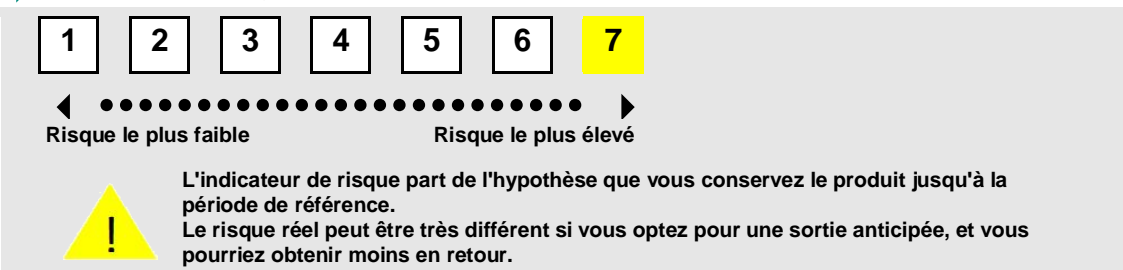 1 2 3 4 5 6 7
Risque le plus faible Risque le plus élevé
L'indicateur de risque part de l'hypothèse que vous conservez le produit jusqu'à la
période de référence.
Le risque réel peut être très différent si vous optez pour une sortie anticipée, et vous
pourriez obtenir moins en retour.
!